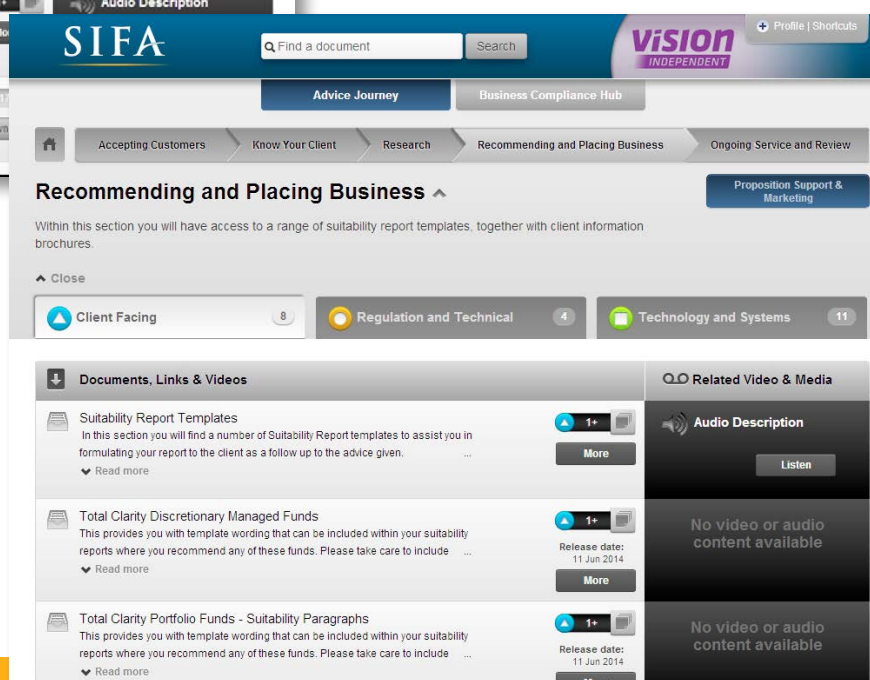 Audio Description
SIFA
Find a document
Search
ViSION
INDEPENDENT
Profile | Shortcuts
Advice Journey
Business Compliance Hub
Accepting Customers
Know Your Client
Research
Recommending and Placing Business
Ongoing Service and Review
Recommending and Placing Business
Proposition Support &
Marketing
Within this section you will have access to a range of suitability report templates, together with client information
brochures.
Close
Client Facing 8
Regulation and Technical 4
Technology and Systems 11
Documents, Links & Videos
Related Video & Media
Suitability Report Templates
In this section you will find a number of Suitability Report templates to assist you in
formulating your report to the client as a follow up to the advice given. ...
Read more
1+
More
Audio Description
Listen
Total Clarity Discretionary Managed Funds
This provides you with template wording that can be included within your suitability
reports where you recommend any of these funds. Please take care to include ...
Read more
1+
Release date:
11 Jun 2014
More
No video or audio
content available
Total Clarity Portfolio Funds - Suitability Paragraphs
This provides you with template wording that can be included within your suitability
reports where you recommend any of these funds. Please take care to include ...
Read more
1+
Release date:
11 Jun 2014
No video or audio
content available